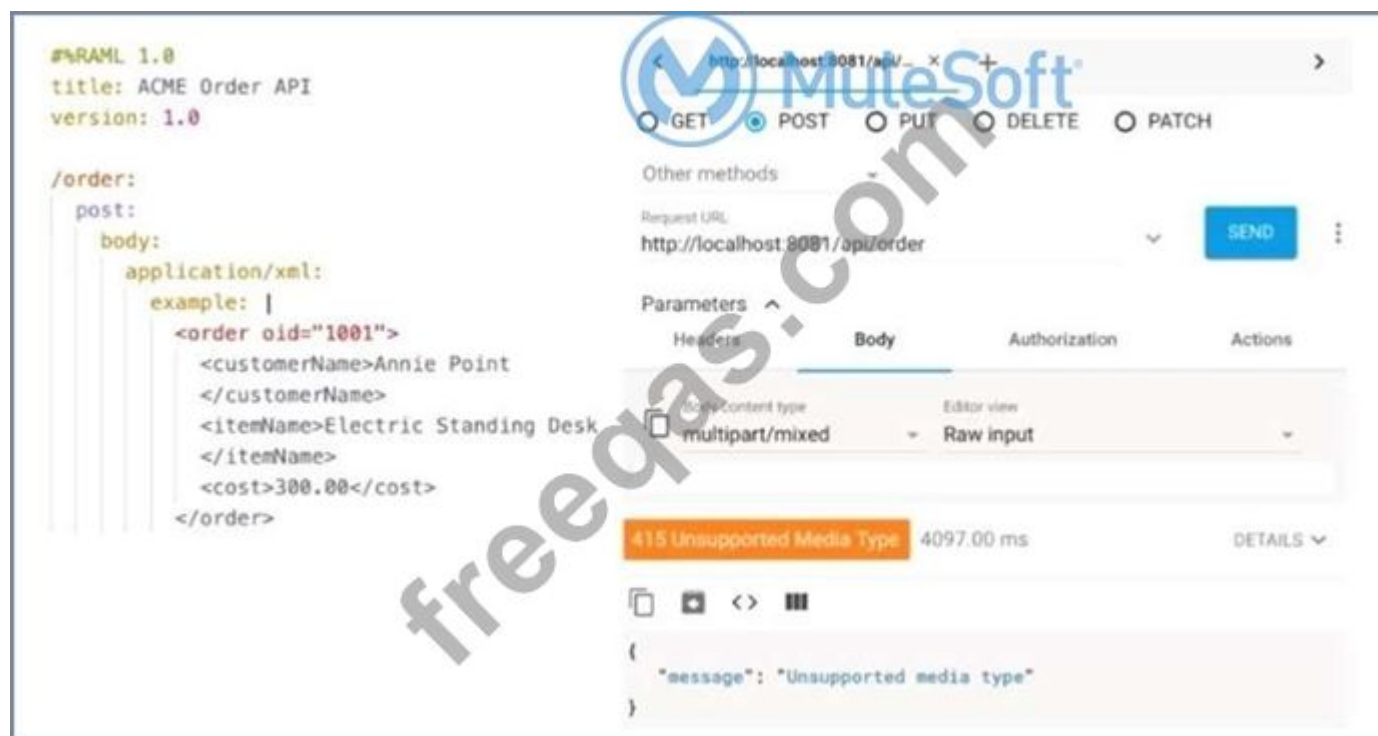 #%RAML 1.0
title: ACME Order API
version: 1.0
/order:
post:
body:
application/xml:
example: |
<order oid="1001">
<customerName>Annie Point
</customerName>
<itemName>Electric Standing Desk
</itemName>
<cost>300.00</cost>
</order>
MuleSoft
http://localhost:8081/api/... × +
GET POST PUT DELETE PATCH
Other methods
Request URL
http://localhost:8081/api/order
SEND
Parameters
Headers Body Authorization Actions
Body content type Editor view
multipart/mixed Raw input
415 Unsupported Media Type 4097.00 ms DETAILS
{
"message": "Unsupported media type"
}
freeqas.com